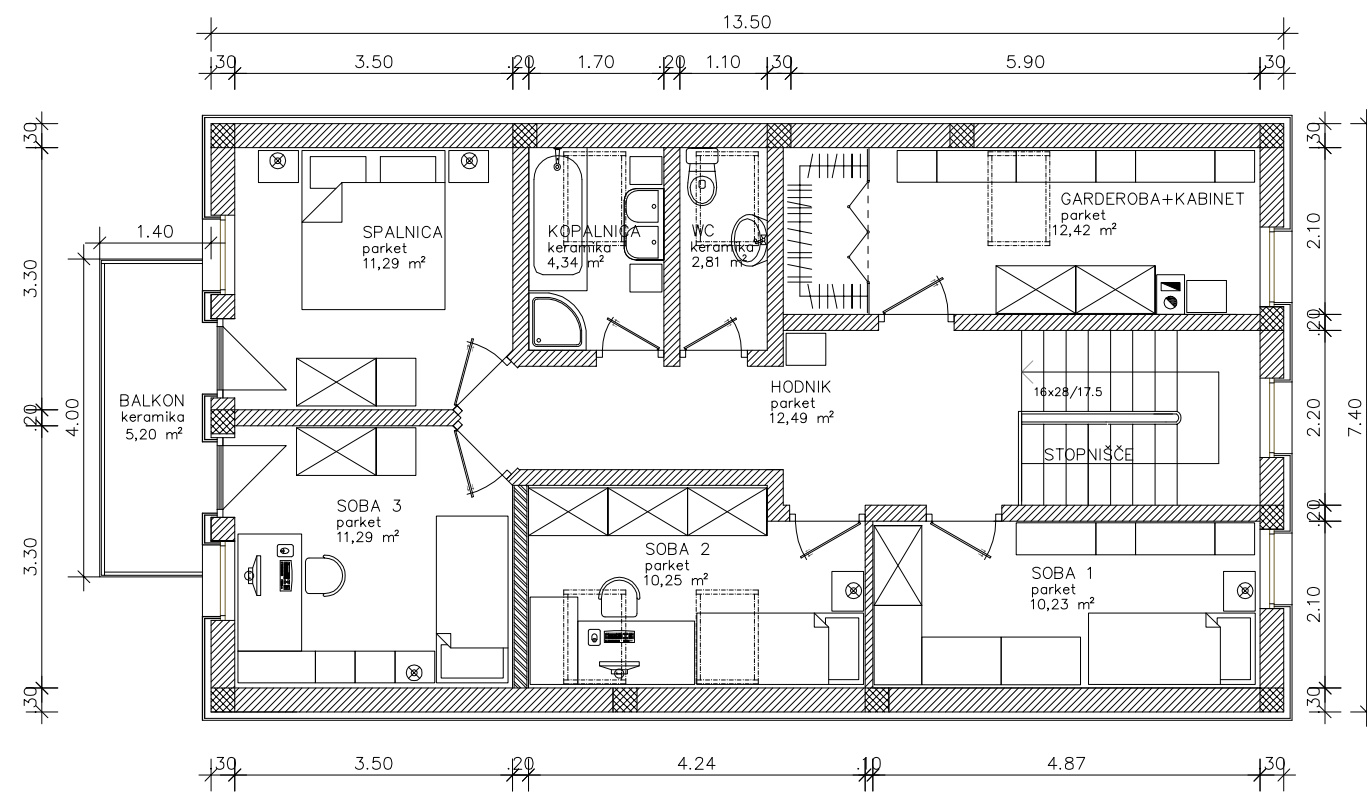 13.50
.30
3.50
.20
1.70
.20
1.10
.30
5.90
.30
.30
3.30
.20
3.30
.30
1.40
4.00
SPALNICA
parket
11,29 m²
KOPALNICA
keramika
4,34 m²
WC
keramika
2,81 m²
GARDEROBA+KABINET
parket
12,42 m²
BALKON
keramika
5,20 m²
HODNIK
parket
12,49 m²
16x28/17.5
STOPNIŠČE
SOBA 3
parket
11,29 m²
SOBA 2
parket
10,25 m²
SOBA 1
parket
10,23 m²
.30
2.10
.20
2.20
.20
2.10
.30
7.40
.30
3.50
.20
4.24
.10
4.87
.30